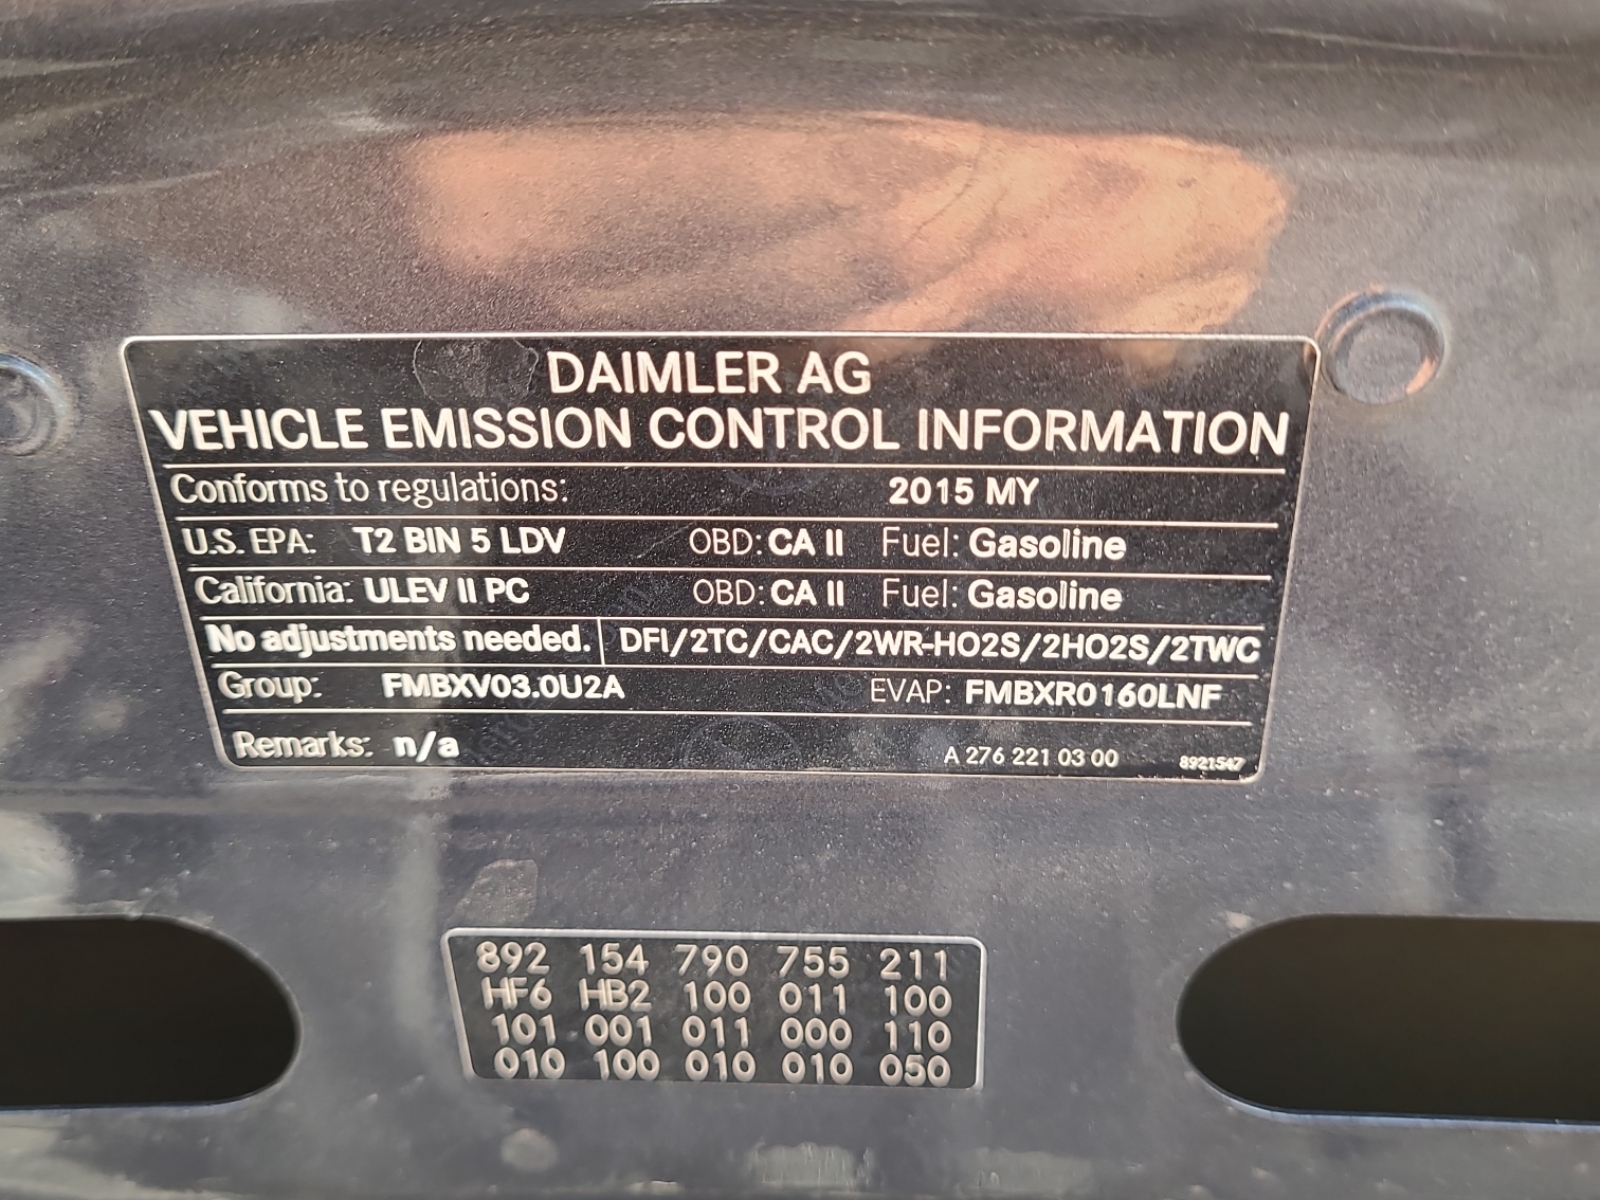 DAIMLER AG
VEHICLE EMISSION CONTROL INFORMATION
Conforms to regulations: 2015 MY
U.S. EPA: T2 BIN 5 LDV OBD: CA II Fuel: Gasoline
California: ULEV II PC OBD: CA II Fuel: Gasoline
No adjustments needed. DFI/2TC/CAC/2WR-HO2S/2HO2S/2TWC
Group: FMBXV03.0U2A EVAP: FMBXR0160LNF
Remarks: n/a A 276 221 03 00 8921547
892 154 790 755 211
HF6 HB2 100 011 100
101 001 011 000 110
010 100 010 010 050